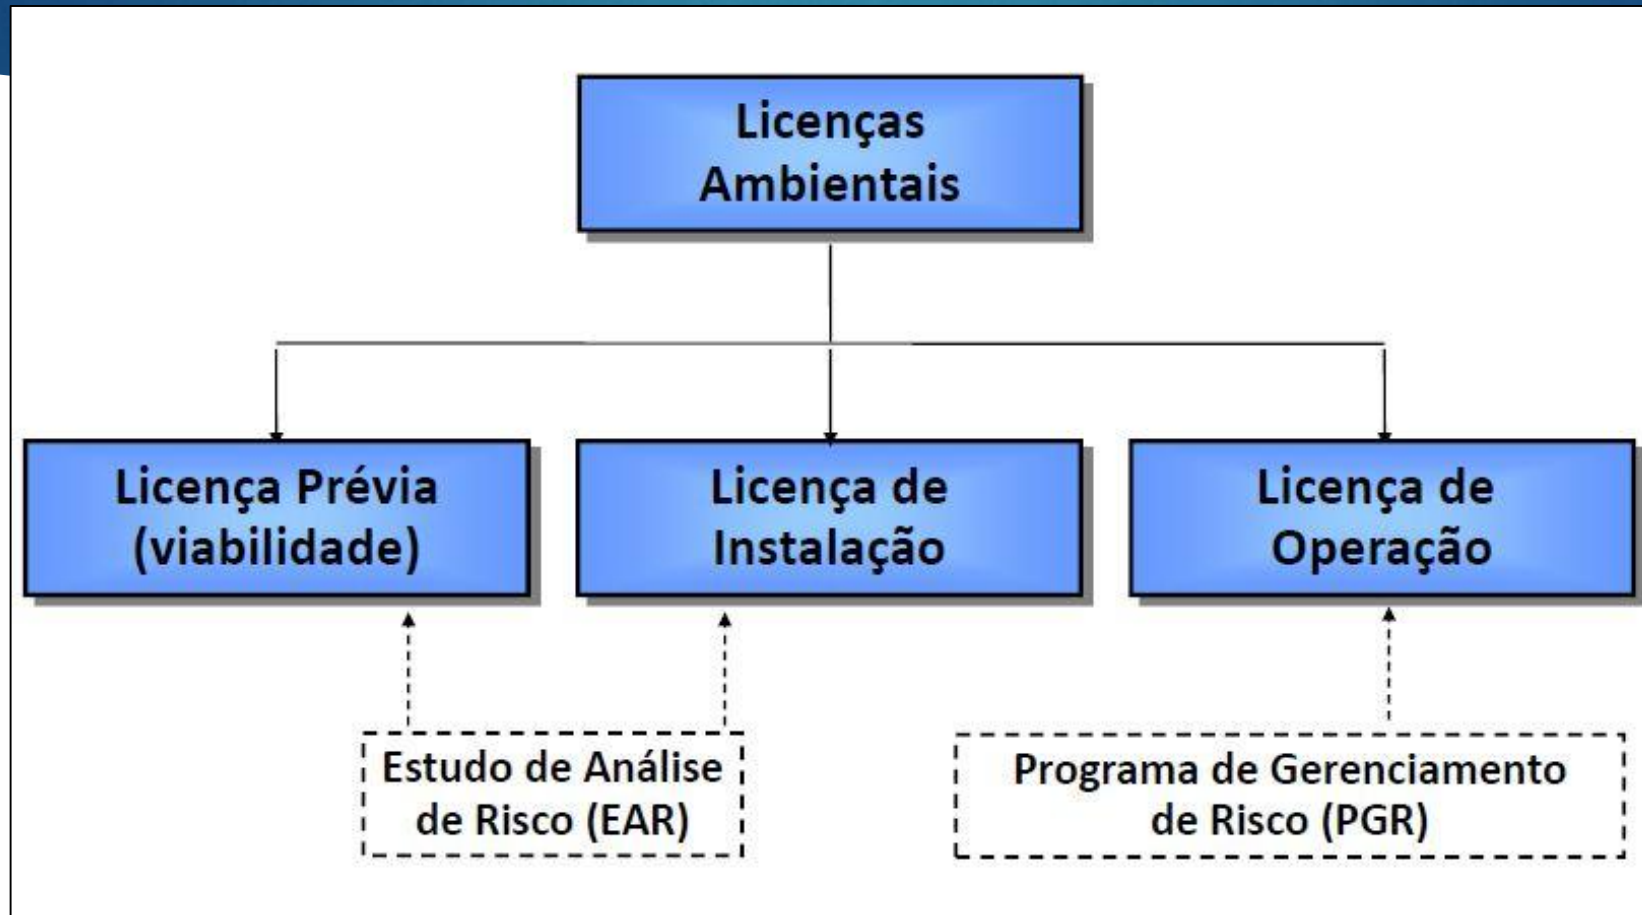 Licenças
Ambientais
Licença Prévia
(viabilidade)
Licença de
Instalação
Licença de
Operação
Estudo de Análise
de Risco (EAR)
Programa de Gerenciamento
de Risco (PGR)